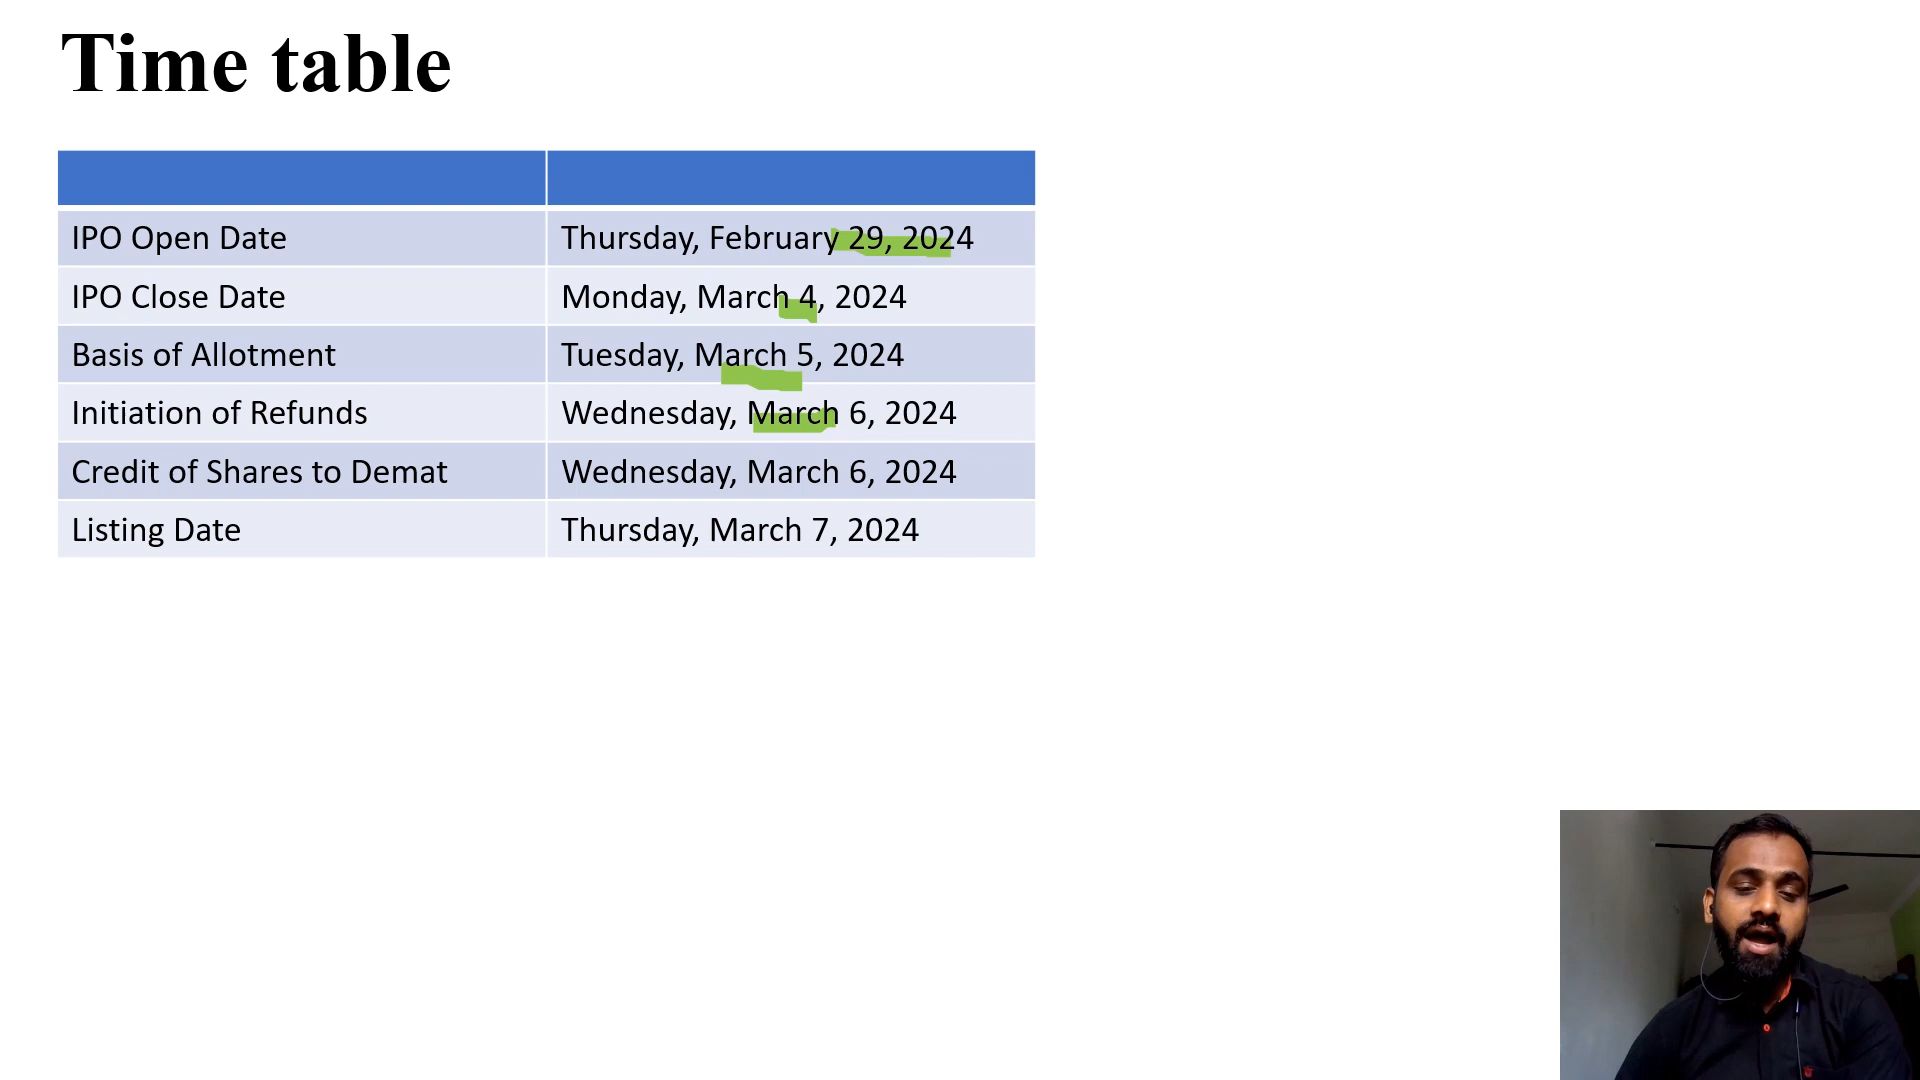 Time table
IPO Open Date Thursday, February 29, 2024
IPO Close Date Monday, March 4, 2024
Basis of Allotment Tuesday, March 5, 2024
Initiation of Refunds Wednesday, March 6, 2024
Credit of Shares to Demat Wednesday, March 6, 2024
Listing Date Thursday, March 7, 2024